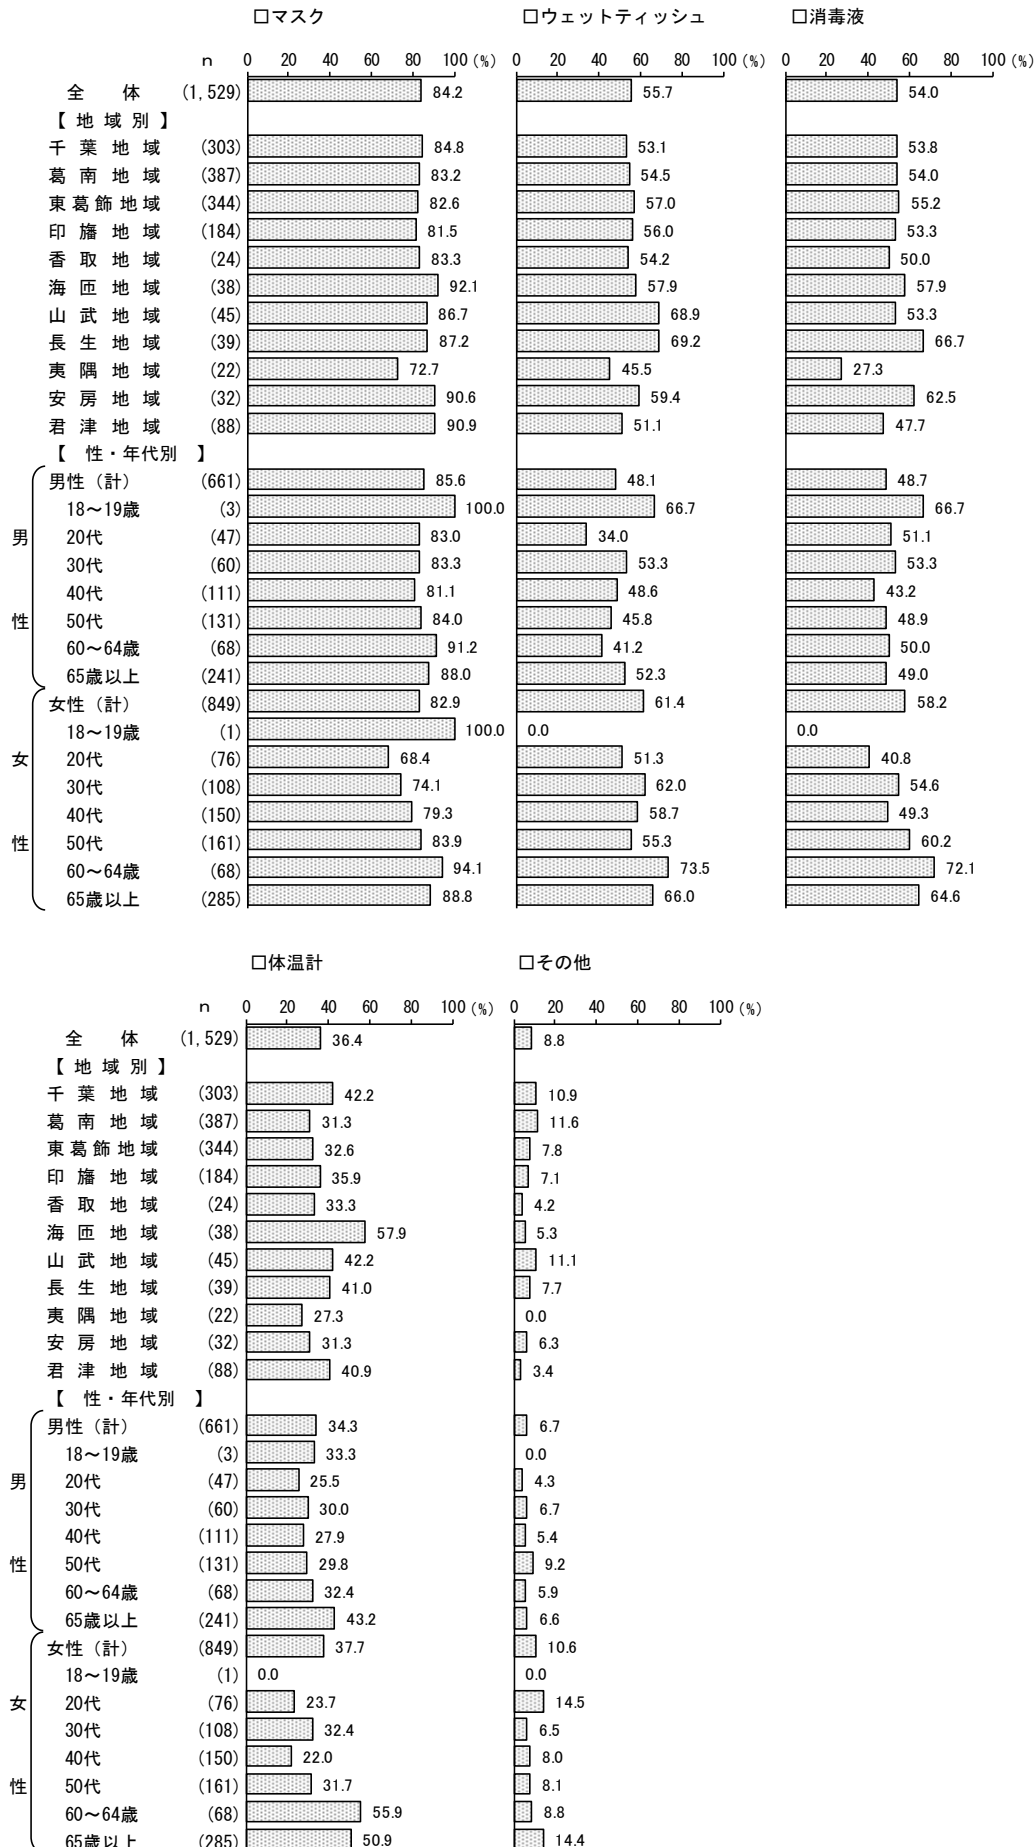 □マスク □ウェットティッシュ □消毒液
n 0 20 40 60 80 100 (%) 0 20 40 60 80 100 (%) 0 20 40 60 80 100 (%)
全体 (1,529) 84.2 55.7 54.0
【地域別】
千葉地域 (303) 84.8 53.1 53.8
葛南地域 (387) 83.2 54.5 54.0
東葛飾地域 (344) 82.6 57.0 55.2
印旛地域 (184) 81.5 56.0 53.3
香取地域 (24) 83.3 54.2 50.0
海匝地域 (38) 92.1 57.9 57.9
山武地域 (45) 86.7 68.9 53.3
長生地域 (39) 87.2 69.2 66.7
夷隅地域 (22) 72.7 45.5 27.3
安房地域 (32) 90.6 59.4 62.5
君津地域 (88) 90.9 51.1 47.7
【 性・年代別 】
男性（計） (661) 85.6 48.1 48.7
18～19歳 (3) 100.0 66.7 66.7
男 20代 (47) 83.0 34.0 51.1
30代 (60) 83.3 53.3 53.3
40代 (111) 81.1 48.6 43.2
性 50代 (131) 84.0 45.8 48.9
60～64歳 (68) 91.2 41.2 50.0
65歳以上 (241) 88.0 52.3 49.0
女性（計） (849) 82.9 61.4 58.2
18～19歳 (1) 100.0 0.0 0.0
女 20代 (76) 68.4 51.3 40.8
30代 (108) 74.1 62.0 54.6
40代 (150) 79.3 58.7 49.3
性 50代 (161) 83.9 55.3 60.2
60～64歳 (68) 94.1 73.5 72.1
65歳以上 (285) 88.8 66.0 64.6
□体温計 □その他
n 0 20 40 60 80 100 (%) 0 20 40 60 80 100 (%)
全体 (1,529) 36.4 8.8
【地域別】
千葉地域 (303) 42.2 10.9
葛南地域 (387) 31.3 11.6
東葛飾地域 (344) 32.6 7.8
印旛地域 (184) 35.9 7.1
香取地域 (24) 33.3 4.2
海匝地域 (38) 57.9 5.3
山武地域 (45) 42.2 11.1
長生地域 (39) 41.0 7.7
夷隅地域 (22) 27.3 0.0
安房地域 (32) 31.3 6.3
君津地域 (88) 40.9 3.4
【 性・年代別 】
男性（計） (661) 34.3 6.7
18～19歳 (3) 33.3 0.0
男 20代 (47) 25.5 4.3
30代 (60) 30.0 6.7
40代 (111) 27.9 5.4
性 50代 (131) 29.8 9.2
60～64歳 (68) 32.4 5.9
65歳以上 (241) 43.2 6.6
女性（計） (849) 37.7 10.6
18～19歳 (1) 0.0 0.0
女 20代 (76) 23.7 14.5
30代 (108) 32.4 6.5
40代 (150) 22.0 8.0
性 50代 (161) 31.7 8.1
60～64歳 (68) 55.9 8.8
65歳以上 (285) 50.9 14.4